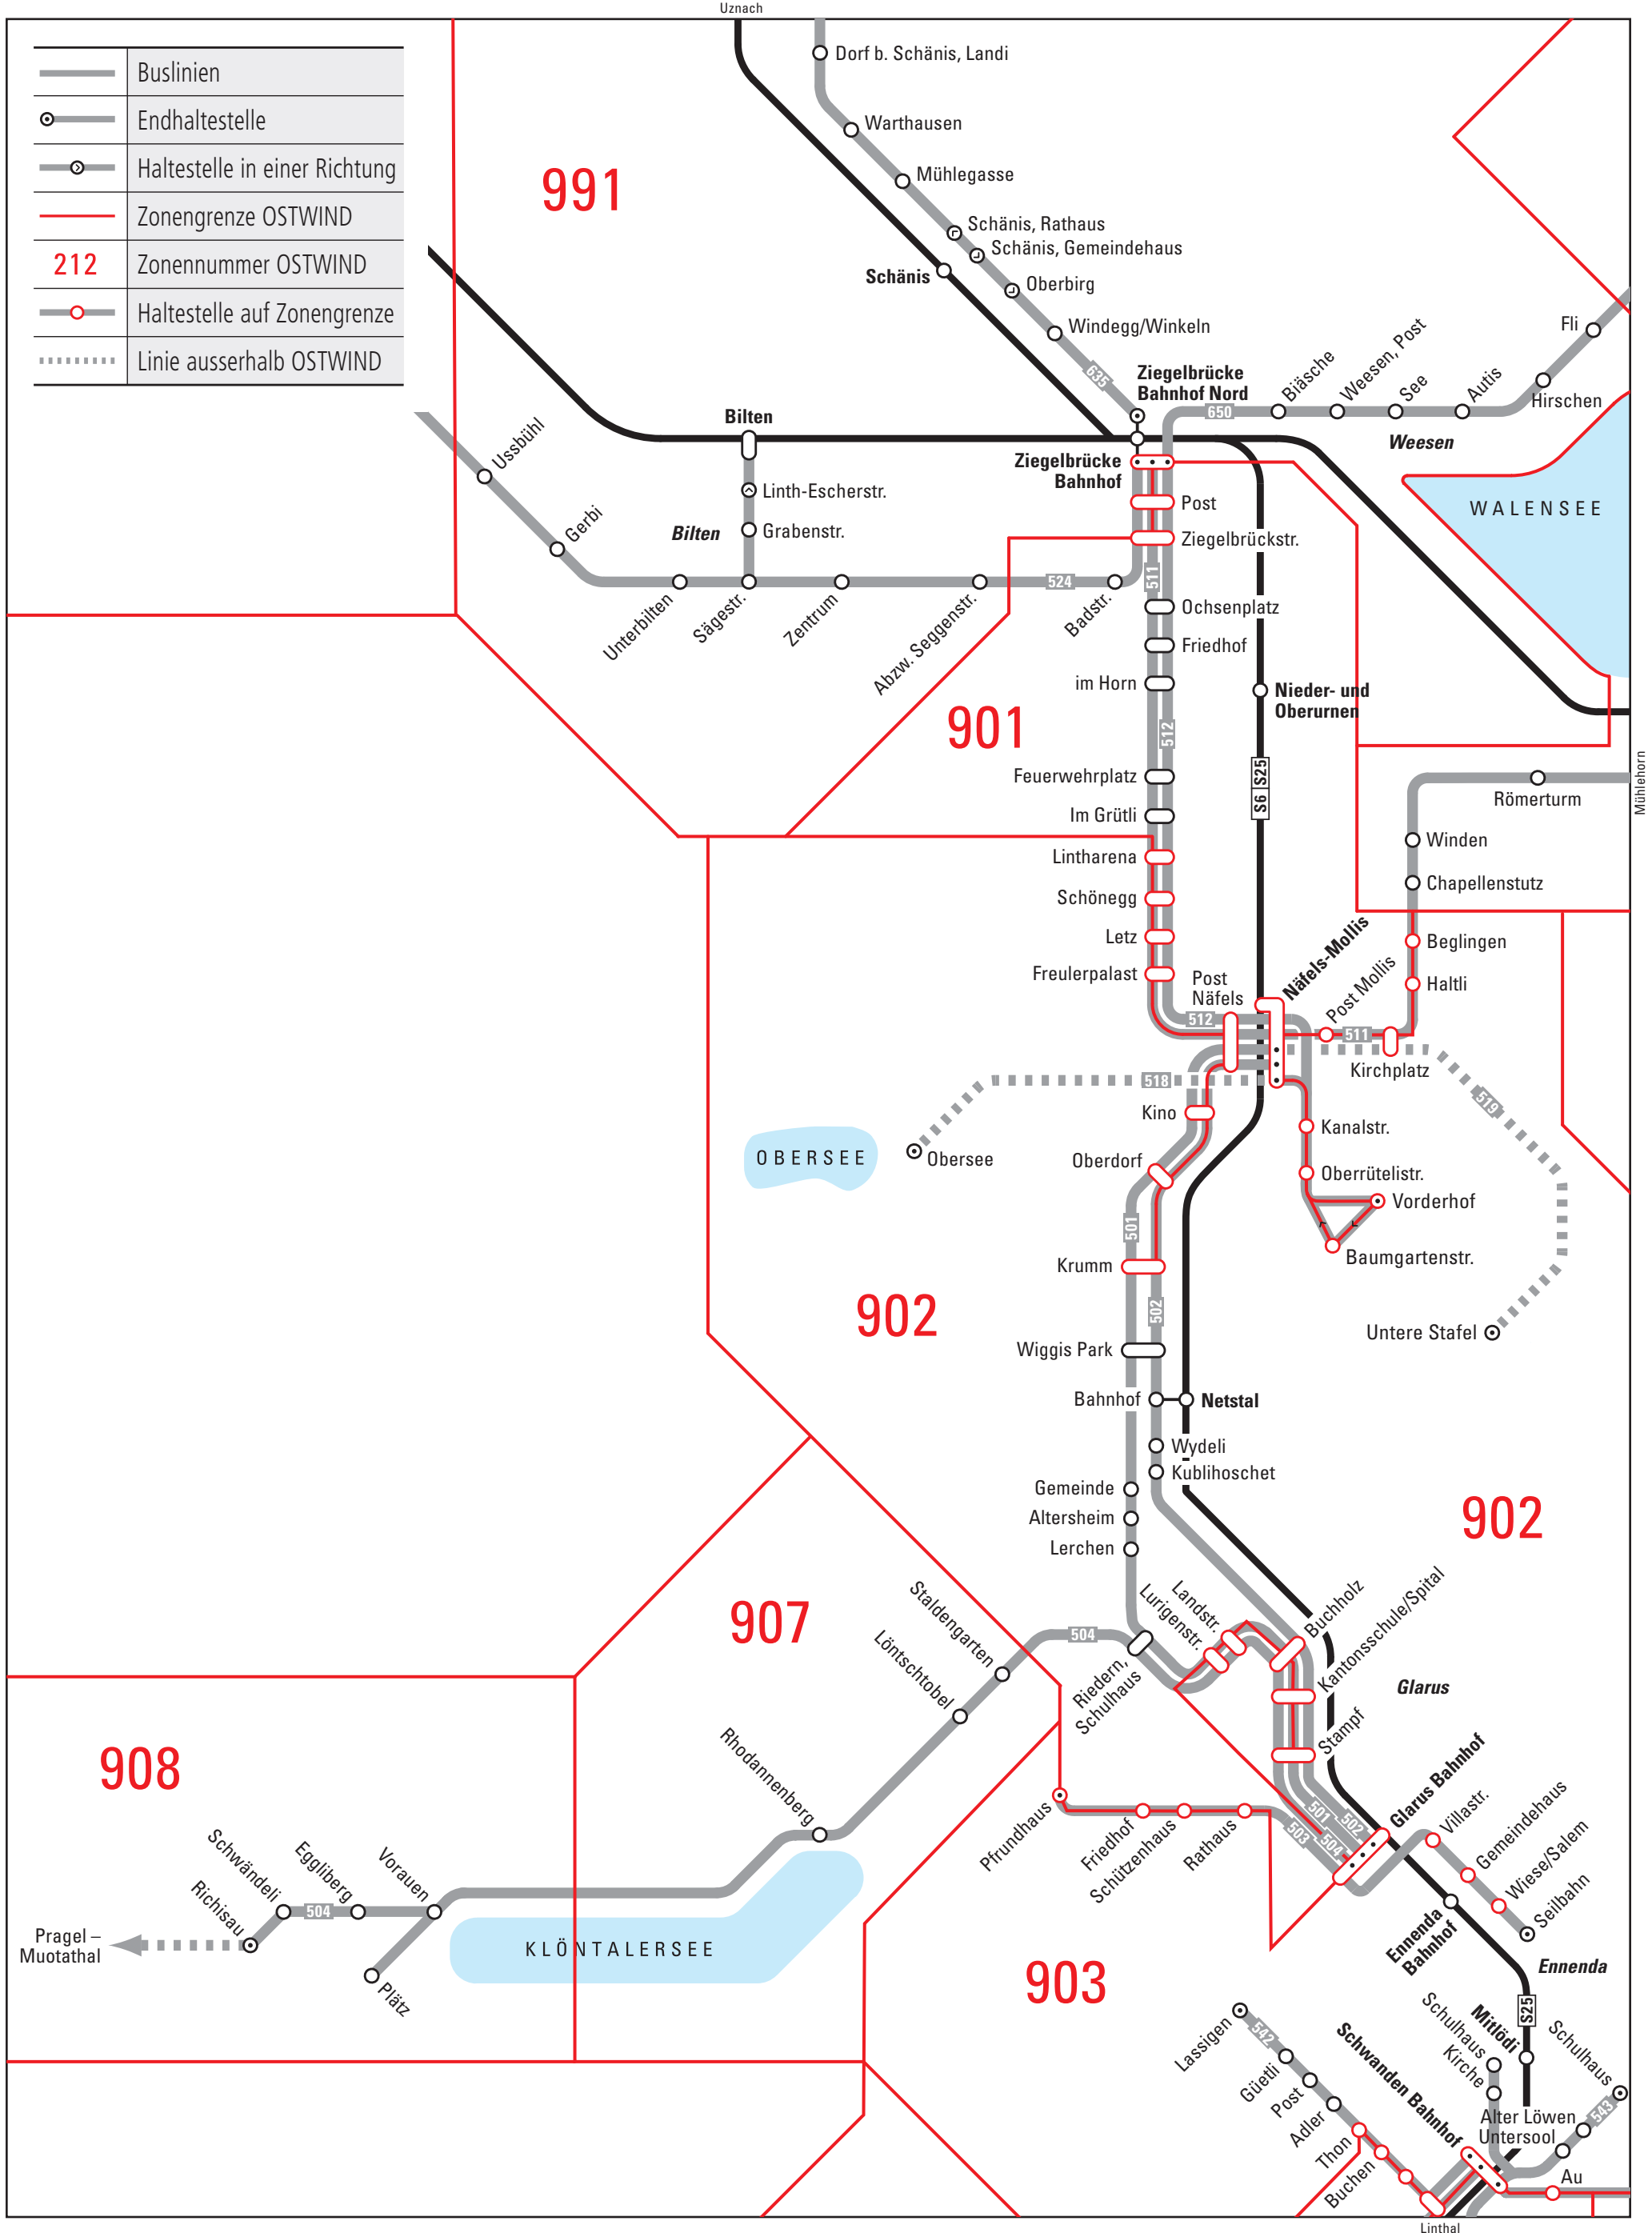 Uznach
Buslinien
Endhaltestelle
Haltestelle in einer Richtung
Zonengrenze OSTWIND
212
Zonennummer OSTWIND
Haltestelle auf Zonengrenze
Linie ausserhalb OSTWIND
991
Dorf b. Schänis, Landi
Warthausen
Mühlegasse
Schänis, Rathaus
Schänis, Gemeindehaus
Schänis
Oberbirg
Windegg/Winkeln
635
Ziegelbrücke
Bahnhof Nord
650
Biäsche
Weesen, Post
See
Autis
Hirschen
Fli
Weesen
WALENSEE
Ussbühl
Gerbi
Bilten
Linth-Escherstr.
Grabenstr.
Bilten
Unterbilten
Sägestr.
Zentrum
Abzw. Seggenstr.
524
Badstr.
Ziegelbrücke
Bahnhof
Post
Ziegelbrückstr.
511
Ochsenplatz
Friedhof
im Horn
Nieder- und
Oberurnen
901
512
Feuerwehrplatz
Im Grütli
S6
S25
Römerturm
Mühlehorn
Winden
Chapellenstutz
Lintharena
Schönegg
Letz
Freulerpalast
Beglingen
Haltli
Post
Näfels
Näfels-Mollis
Post Mollis
512
511
Kirchplatz
518
519
Kino
Kanalstr.
OBERSEE
Obersee
Oberdorf
Oberrütelistr.
Vorderhof
Baumgartenstr.
501
Krumm
902
502
Untere Stafel
Wiggis Park
Bahnhof
Netstal
Wydeli
Kublihoschet
Gemeinde
Altersheim
Lerchen
902
907
Staldengarten
Löntschtobel
504
Riedern,
Schulhaus
Lurigenstr.
Landstr.
Buchholz
Kantonsschule/Spital
Stampf
Glarus
Glarus Bahnhof
908
Rhodannenberg
Pfrundhaus
Friedhof
Schützenhaus
Rathaus
501
502
503
504
Villastr.
Gemeindehaus
Wiese/Salem
Seilbahn
Ennenda
Bahnhof
Ennenda
Schwändeli
Eggliberg
Vorauen
Richisau
504
Pragel –
Muotathal
Plätz
KLÖNTALERSEE
903
S25
Lassigen
542
Güetli
Post
Adler
Thon
Buchen
Schwanden Bahnhof
Schulhaus
Kirche
Mitlödi
Schulhaus
543
Alter Löwen
Untersool
Au
Linthal